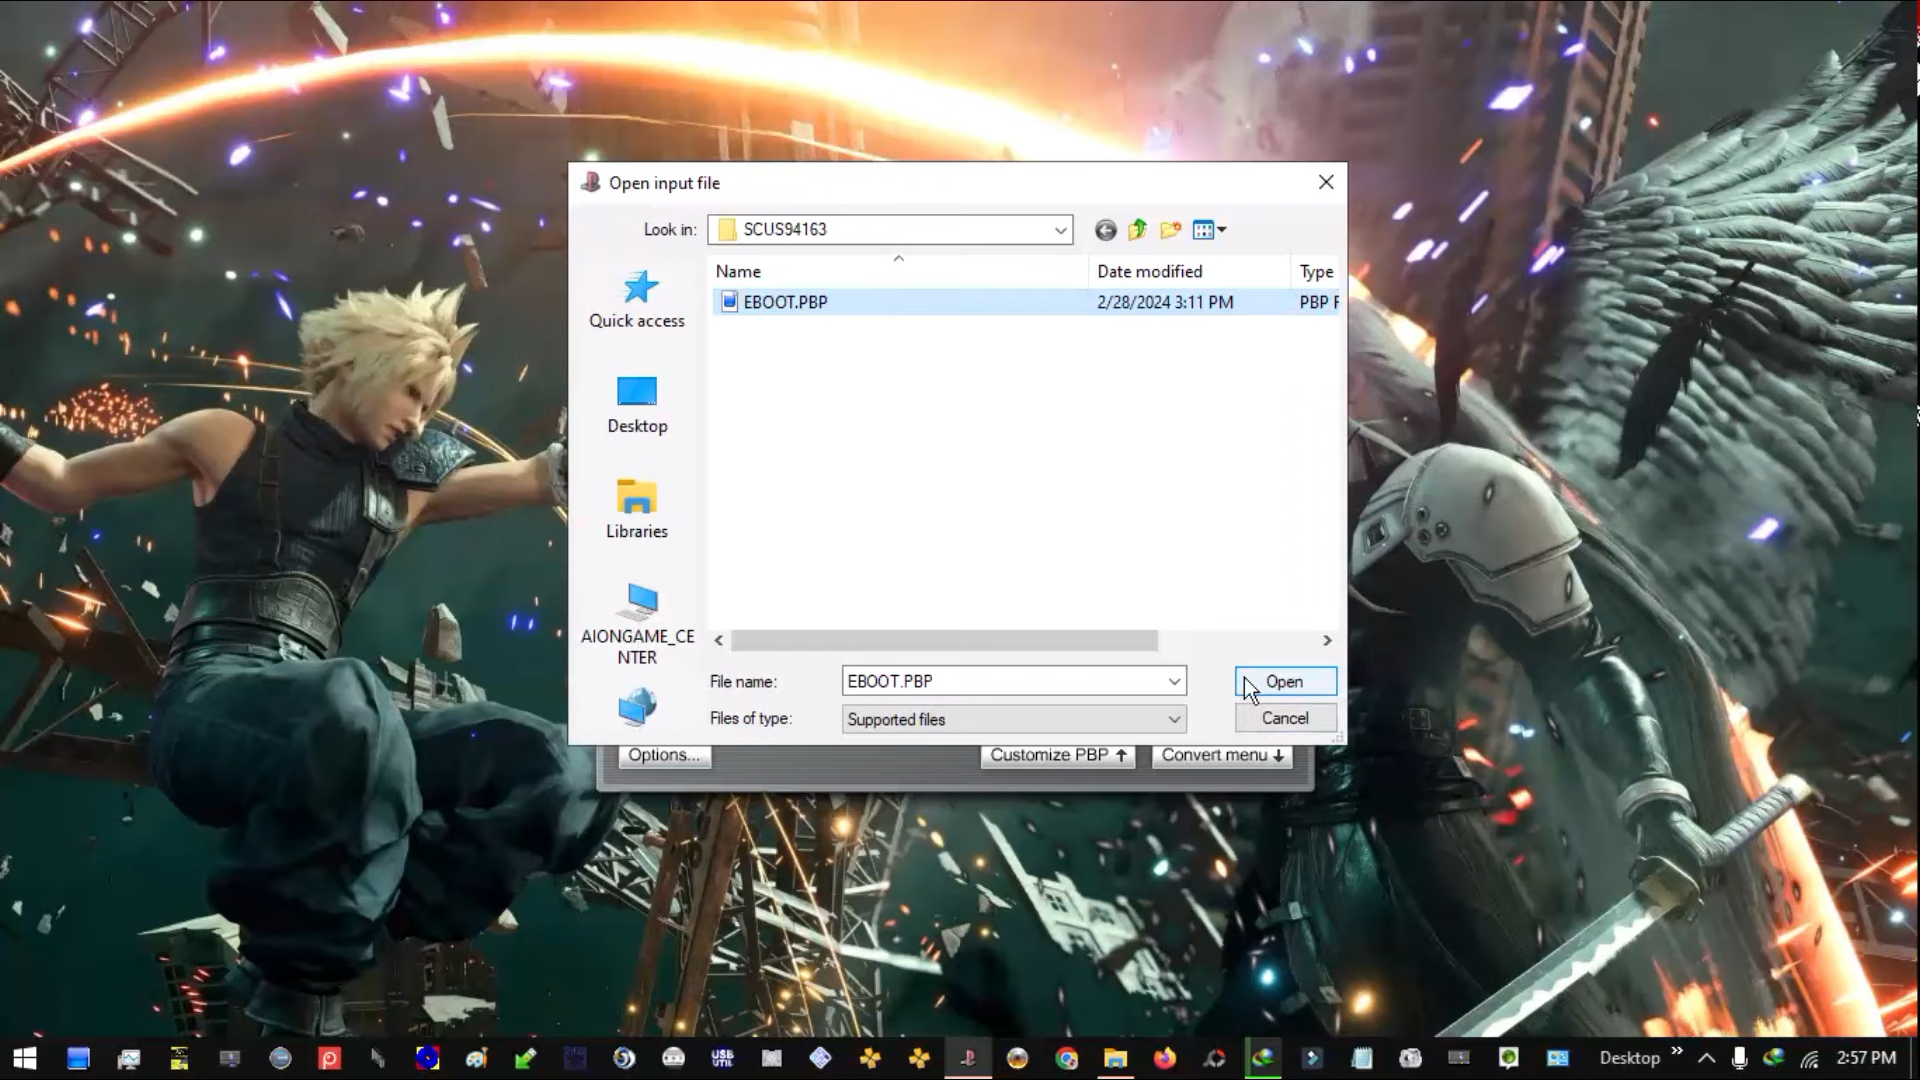 Open input file
Look in:
SCUS94163
Name
Date modified
Type
EBOOT.PBP
2/28/2024 3:11 PM
PBP F
Quick access
Desktop
Libraries
AIONGAME_CE
NTER
File name:
EBOOT.PBP
Open
Files of type:
Supported files
Cancel
Options...
Customize PBP
Convert menu
USB
UTIL
Desktop
2:57 PM